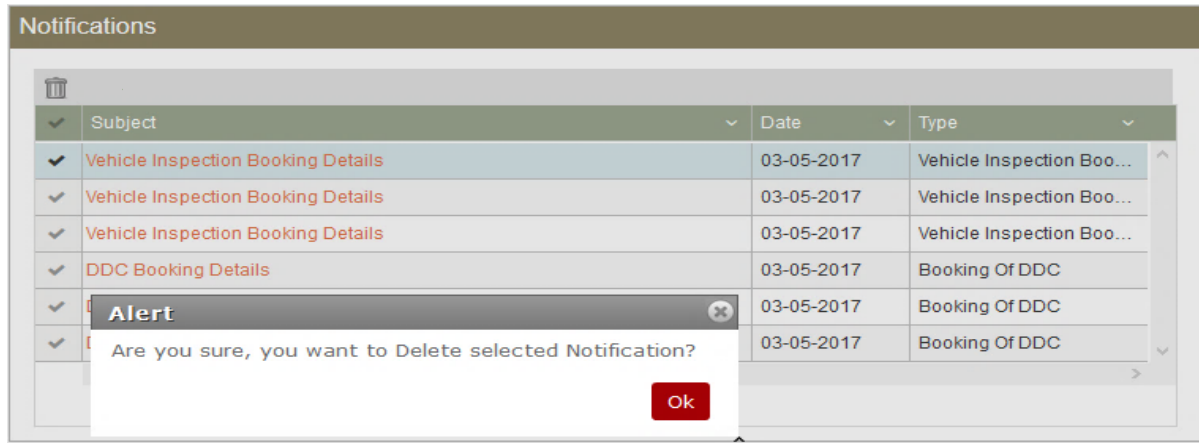 Notifications
Subject Date Type
Vehicle Inspection Booking Details 03-05-2017 Vehicle Inspection Boo...
Vehicle Inspection Booking Details 03-05-2017 Vehicle Inspection Boo...
Vehicle Inspection Booking Details 03-05-2017 Vehicle Inspection Boo...
DDC Booking Details 03-05-2017 Booking Of DDC
03-05-2017 Booking Of DDC
03-05-2017 Booking Of DDC
Alert
Are you sure, you want to Delete selected Notification?
Ok